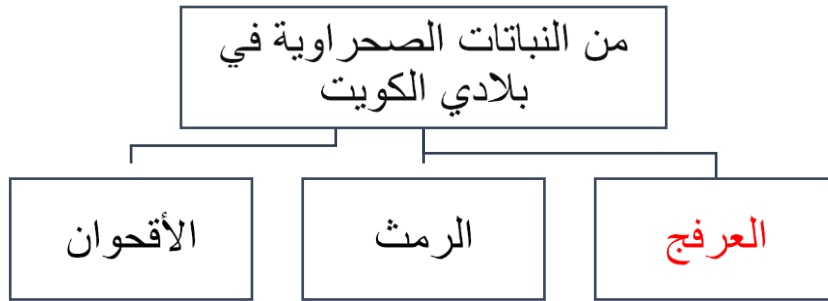 من النباتات الصحراوية في
بلادي الكويت
العرفج
الرمث
الأقحوان